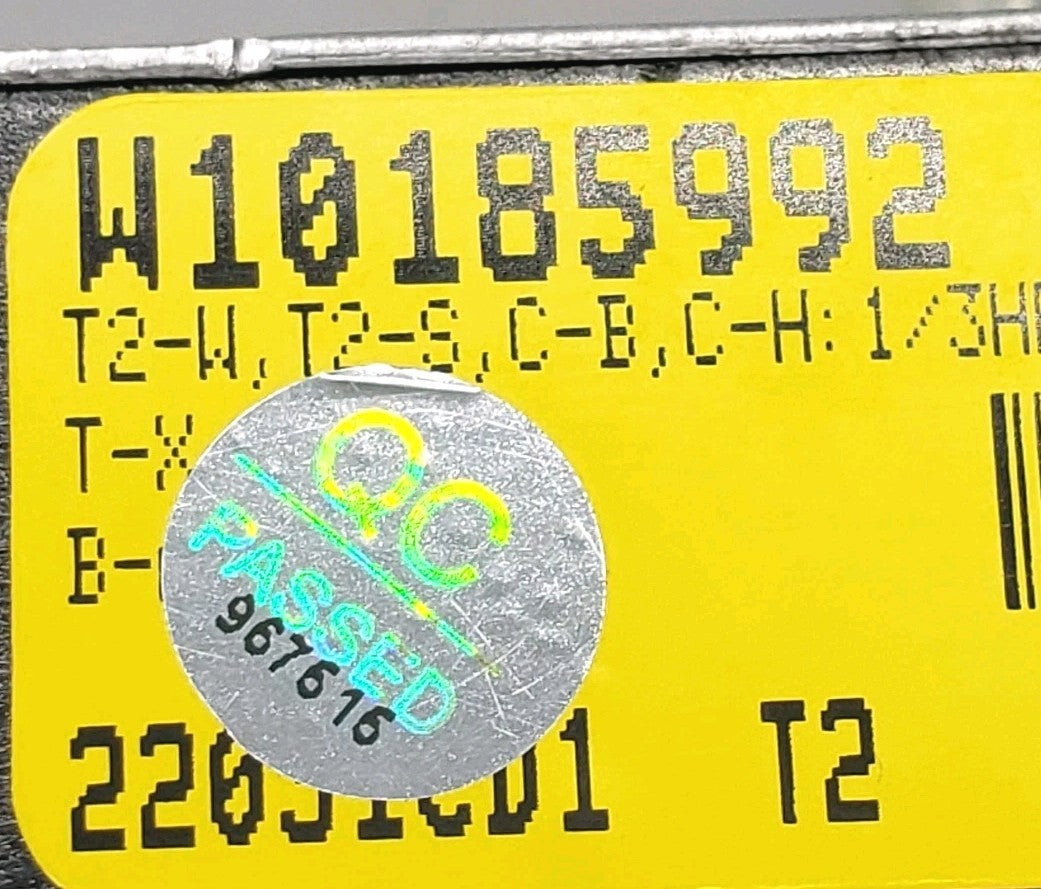 W10185992
T2-W,T2-S,C-B,C-H: 1/3H
T-X
B-
QC
PASSED
967616
T2